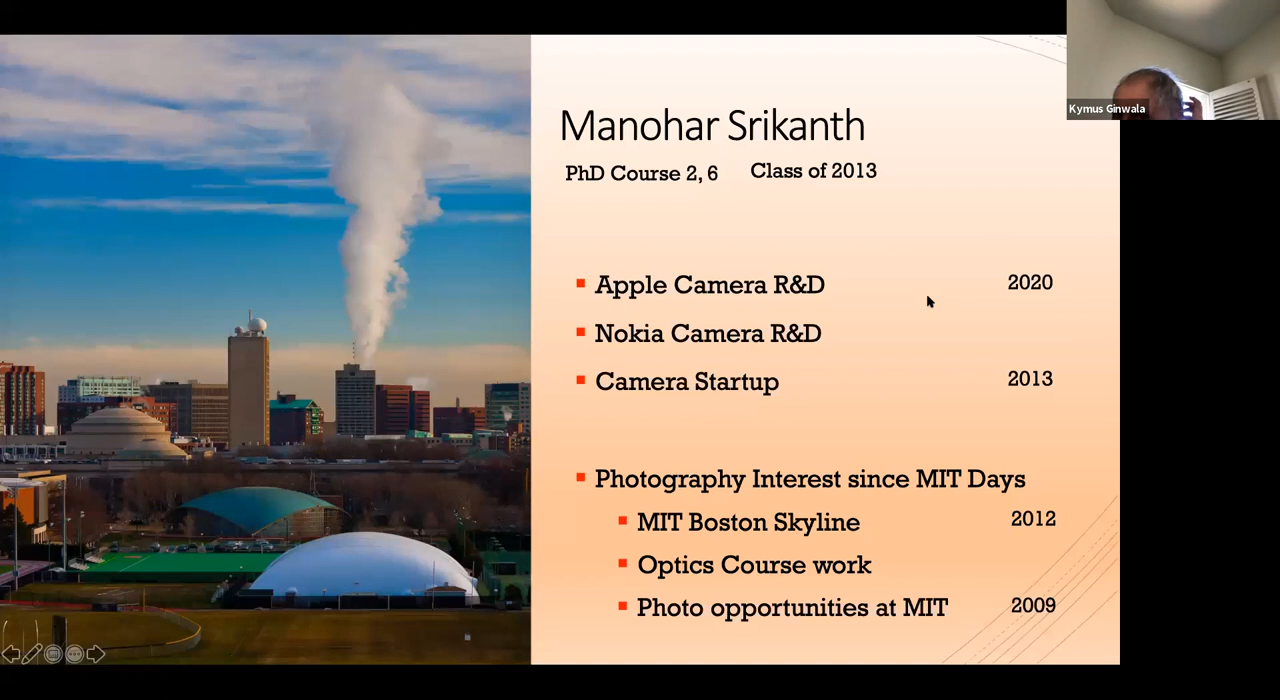 Kymus Ginwala
Manohar Srikanth
PhD Course 2, 6 Class of 2013
Apple Camera R&D 2020
Nokia Camera R&D
Camera Startup 2013
Photography Interest since MIT Days
MIT Boston Skyline 2012
Optics Course work
Photo opportunities at MIT 2009